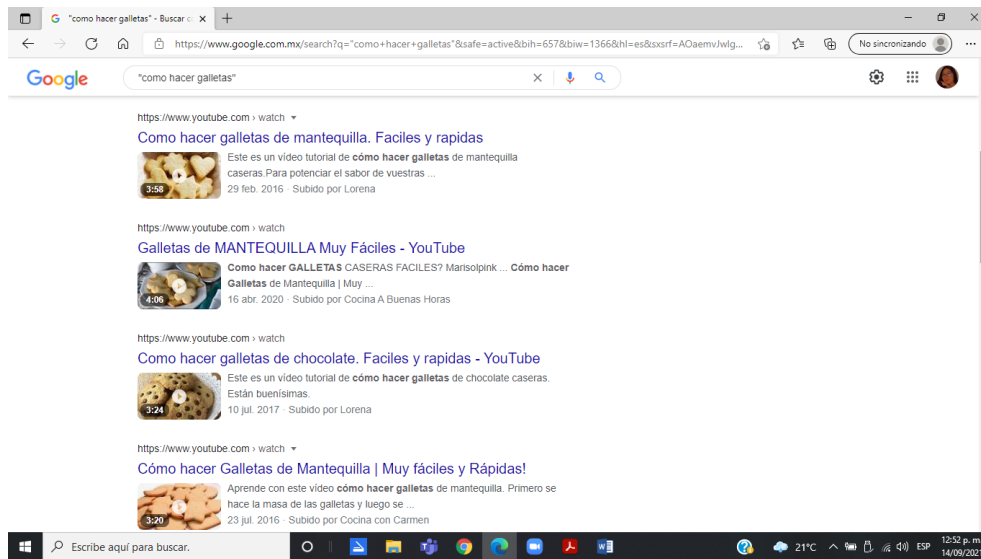 "como hacer galletas" - Buscar c
https://www.google.com.mx/search?q="como+hacer+galletas"&safe=active&bih=657&biw=1366&hl=es&sxsrf=AOaemvJwlg...
No sincronizando
Google
"como hacer galletas"
https://www.youtube.com › watch
Como hacer galletas de mantequilla. Faciles y rapidas
Este es un vídeo tutorial de cómo hacer galletas de mantequilla
caseras.Para potenciar el sabor de vuestras ...
3:58
29 feb. 2016 · Subido por Lorena
https://www.youtube.com › watch
Galletas de MANTEQUILLA Muy Fáciles - YouTube
Como hacer GALLETAS CASERAS FACILES? Marisolpink ... Cómo hacer
Galletas de Mantequilla | Muy ...
4:06
16 abr. 2020 · Subido por Cocina A Buenas Horas
https://www.youtube.com › watch
Como hacer galletas de chocolate. Faciles y rapidas - YouTube
Este es un vídeo tutorial de cómo hacer galletas de chocolate caseras.
Están buenísimas.
3:24
10 jul. 2017 · Subido por Lorena
https://www.youtube.com › watch
Cómo hacer Galletas de Mantequilla | Muy fáciles y Rápidas!
Aprende con este vídeo cómo hacer galletas de mantequilla. Primero se
hace la masa de las galletas y luego se ...
3:20
23 jul. 2016 · Subido por Cocina con Carmen
Escribe aquí para buscar.
21°C
ESP
12:52 p. m.
14/09/2021